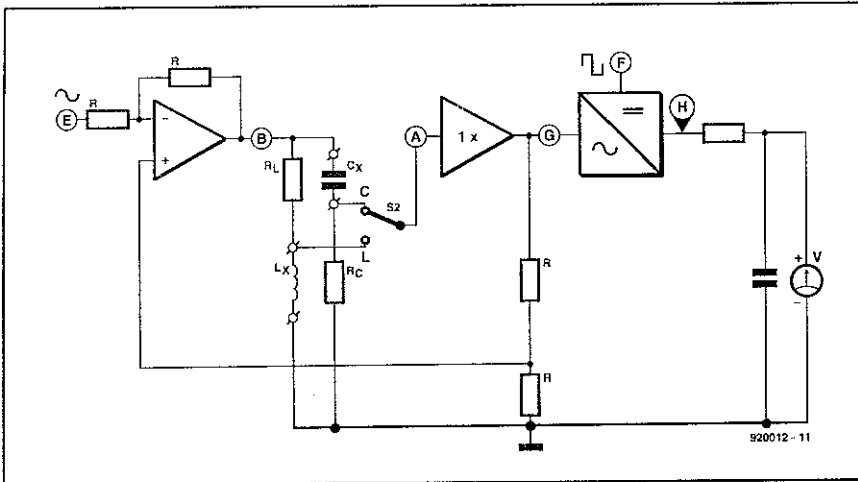 R
R
E
-
+
B
R_L
C_X
C
S2
L
L_X
R_C
A
1 x
G
F
H
R
R
+
V
-
920012 - 11